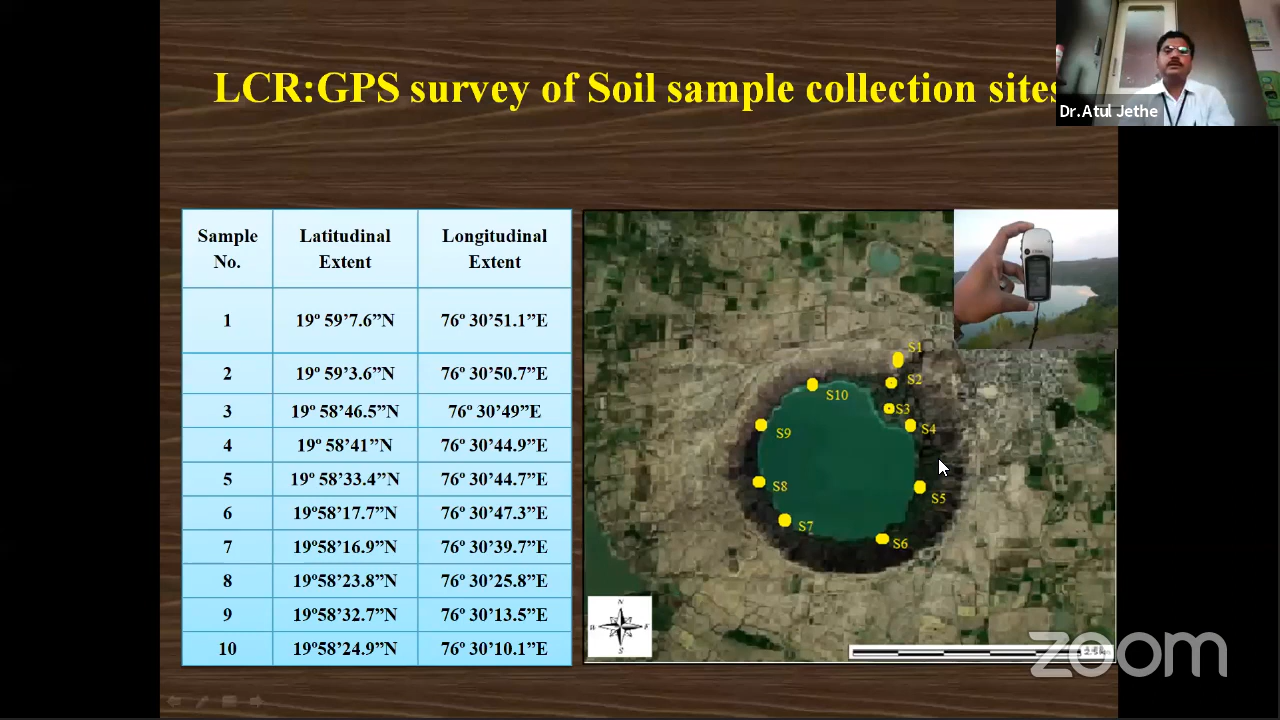 LCR:GPS survey of Soil sample collection sites
Dr.Atul Jethe
Sample No. Latitudinal Extent Longitudinal Extent
1 19º 59’7.6”N 76º 30’51.1”E
2 19º 59’3.6”N 76º 30’50.7”E
3 19º 58’46.5”N 76º 30’49”E
4 19º 58’41”N 76º 30’44.9”E
5 19º 58’33.4”N 76º 30’44.7”E
6 19º58’17.7”N 76º 30’47.3”E
7 19º58’16.9”N 76º 30’39.7”E
8 19º58’23.8”N 76º 30’25.8”E
9 19º58’32.7”N 76º 30’13.5”E
10 19º58’24.9”N 76º 30’10.1”E
S1
S2
S10
S3
S4
S9
S8
S5
S7
S6
N
W E
S
zoom